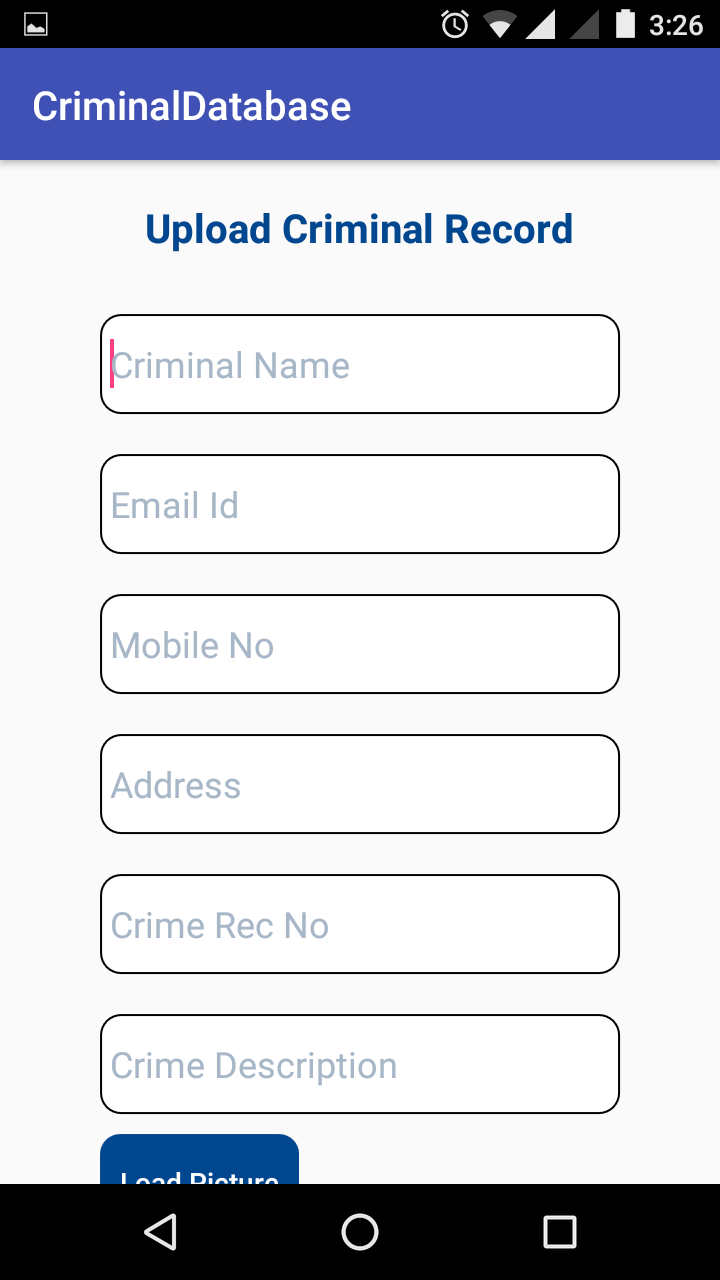 3:26
CriminalDatabase
Upload Criminal Record
Criminal Name
Email Id
Mobile No
Address
Crime Rec No
Crime Description
Load Picture